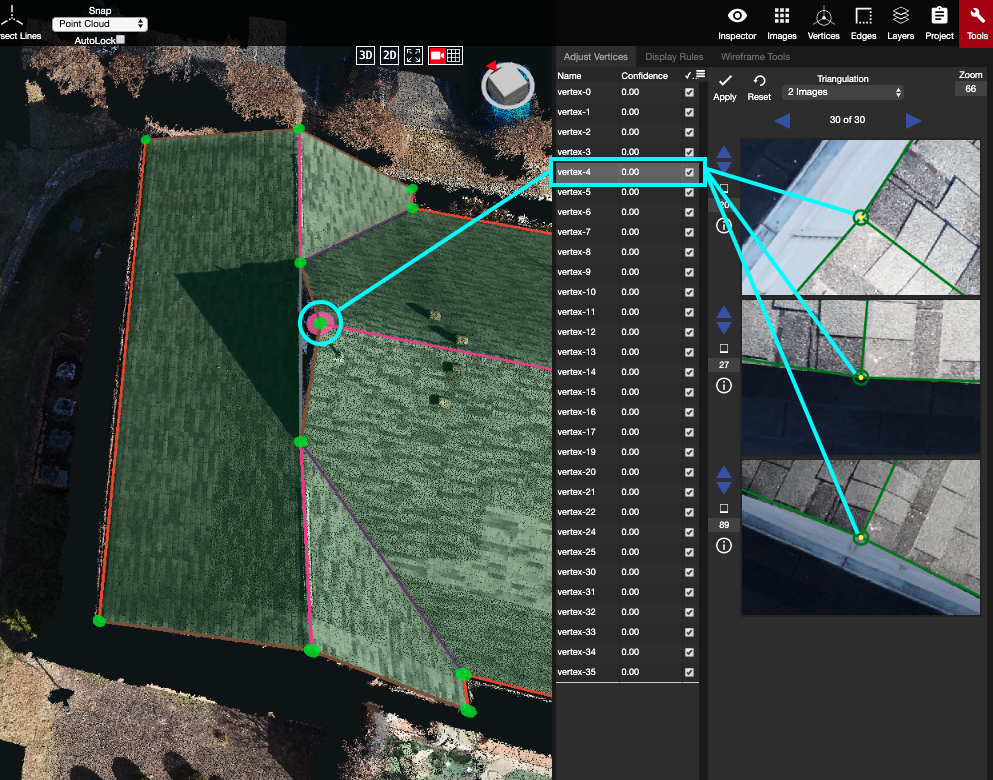 Snap
sect Lines
Point Cloud
AutoLock
Inspector Images Vertices Edges Layers Project Tools
3D 2D
Adjust Vertices Display Rules Wireframe Tools
Name Confidence
Apply Reset
Triangulation
2 Images
Zoom
66
30 of 30
vertex-0 0.00
vertex-1 0.00
vertex-2 0.00
vertex-3 0.00
vertex-4 0.00
vertex-5 0.00
vertex-6 0.00
vertex-7 0.00
vertex-8 0.00
vertex-9 0.00
vertex-10 0.00
vertex-11 0.00
vertex-12 0.00
vertex-13 0.00
vertex-14 0.00
vertex-15 0.00
vertex-16 0.00
vertex-17 0.00
vertex-19 0.00
vertex-20 0.00
vertex-21 0.00
vertex-22 0.00
vertex-24 0.00
vertex-25 0.00
vertex-30 0.00
vertex-31 0.00
vertex-32 0.00
vertex-33 0.00
vertex-34 0.00
vertex-35 0.00
20
27
89